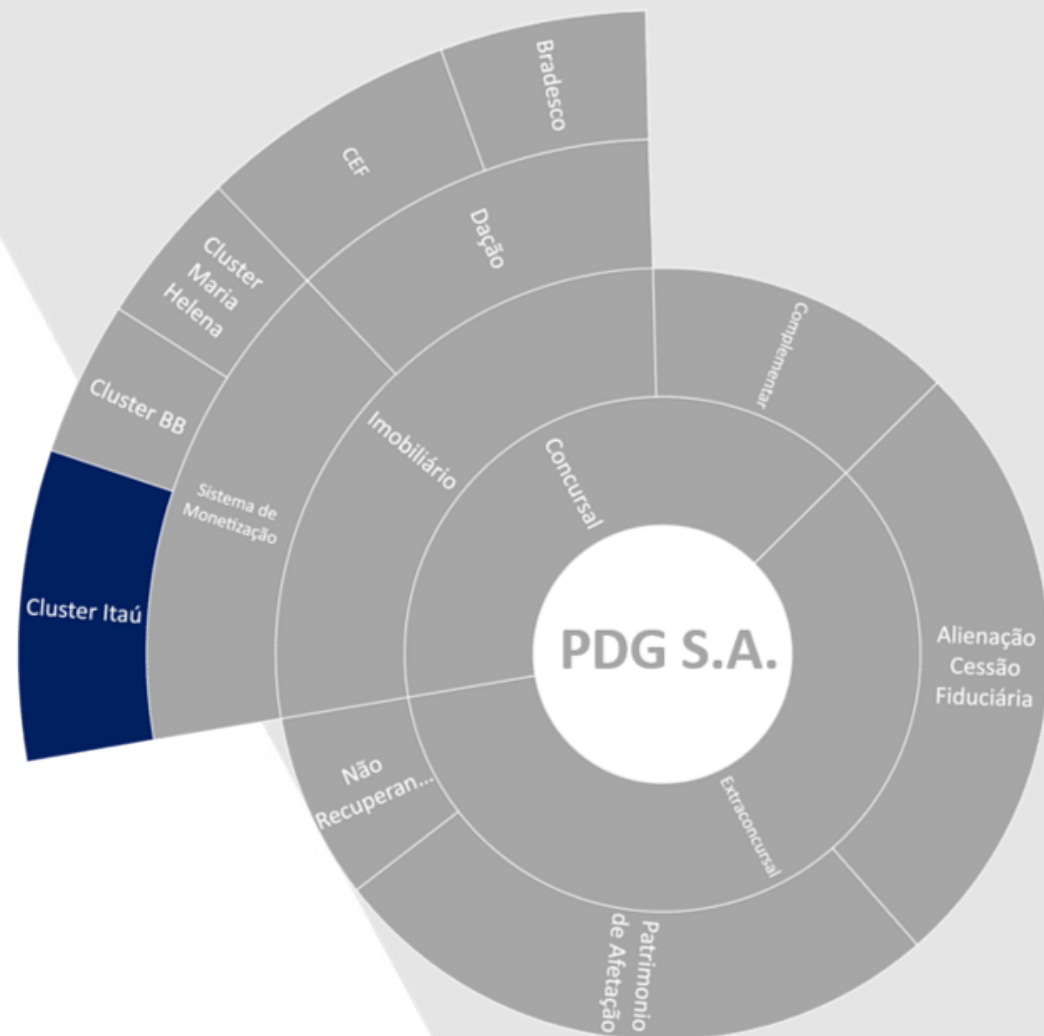 Bradesco
CEF
Dação
Cluster
Maria
Helena
Complementar
Cluster BB
Imobiliário
Concursal
Sistema de
Monetização
Cluster Itaú
PDG S.A.
Alienação
Cessão
Fiduciária
Não
Recuperan...
Extraconcursal
Patrimonio
de Afetação